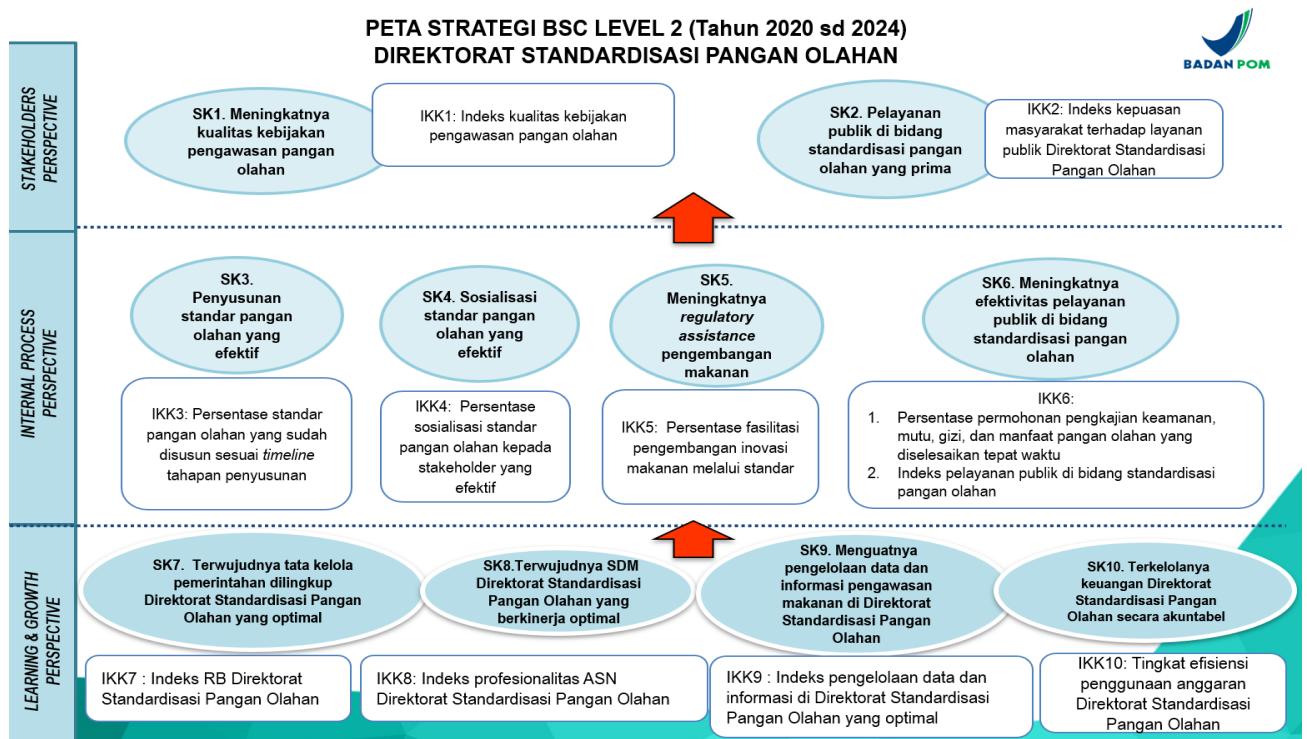 PETA STRATEGI BSC LEVEL 2 (Tahun 2020 sd 2024)
DIREKTORAT STANDARDISASI PANGAN OLAHAN
BADAN POM
STAKEHOLDERS
PERSPECTIVE
SK1. Meningkatnya
kualitas kebijakan
pengawasan pangan
olahan
IKK1: Indeks kualitas kebijakan
pengawasan pangan olahan
SK2. Pelayanan
publik di bidang
standardisasi pangan
olahan yang prima
IKK2: Indeks kepuasan
masyarakat terhadap layanan
publik Direktorat Standardisasi
Pangan Olahan
INTERNAL PROCESS
PERSPECTIVE
SK3.
Penyusunan
standar pangan
olahan yang
efektif
SK4. Sosialisasi
standar pangan
olahan yang
efektif
SK5.
Meningkatnya
regulatory
assistance
pengembangan
makanan
SK6. Meningkatnya
efektivitas pelayanan
publik di bidang
standardisasi pangan
olahan
IKK3: Persentase standar
pangan olahan yang sudah
disusun sesuai timeline
tahapan penyusunan
IKK4: Persentase
sosialisasi standar
pangan olahan kepada
stakeholder yang
efektif
IKK5: Persentase fasilitasi
pengembangan inovasi
makanan melalui standar
IKK6:
1. Persentase permohonan pengkajian keamanan,
mutu, gizi, dan manfaat pangan olahan yang
diselesaikan tepat waktu
2. Indeks pelayanan publik di bidang standardisasi
pangan olahan
LEARNING & GROWTH
PERSPECTIVE
SK7. Terwujudnya tata kelola
pemerintahan dilingkup
Direktorat Standardisasi Pangan
Olahan yang optimal
SK8.Terwujudnya SDM
Direktorat Standardisasi
Pangan Olahan yang
berkinerja optimal
SK9. Menguatnya
pengelolaan data dan
informasi pengawasan
makanan di Direktorat
Standardisasi Pangan
Olahan
SK10. Terkelolanya
keuangan Direktorat
Standardisasi Pangan
Olahan secara akuntabel
IKK7 : Indeks RB Direktorat
Standardisasi Pangan Olahan
IKK8: Indeks profesionalitas ASN
Direktorat Standardisasi Pangan Olahan
IKK9 : Indeks pengelolaan data dan
informasi di Direktorat Standardisasi
Pangan Olahan yang optimal
IKK10: Tingkat efisiensi
penggunaan anggaran
Direktorat Standardisasi
Pangan Olahan